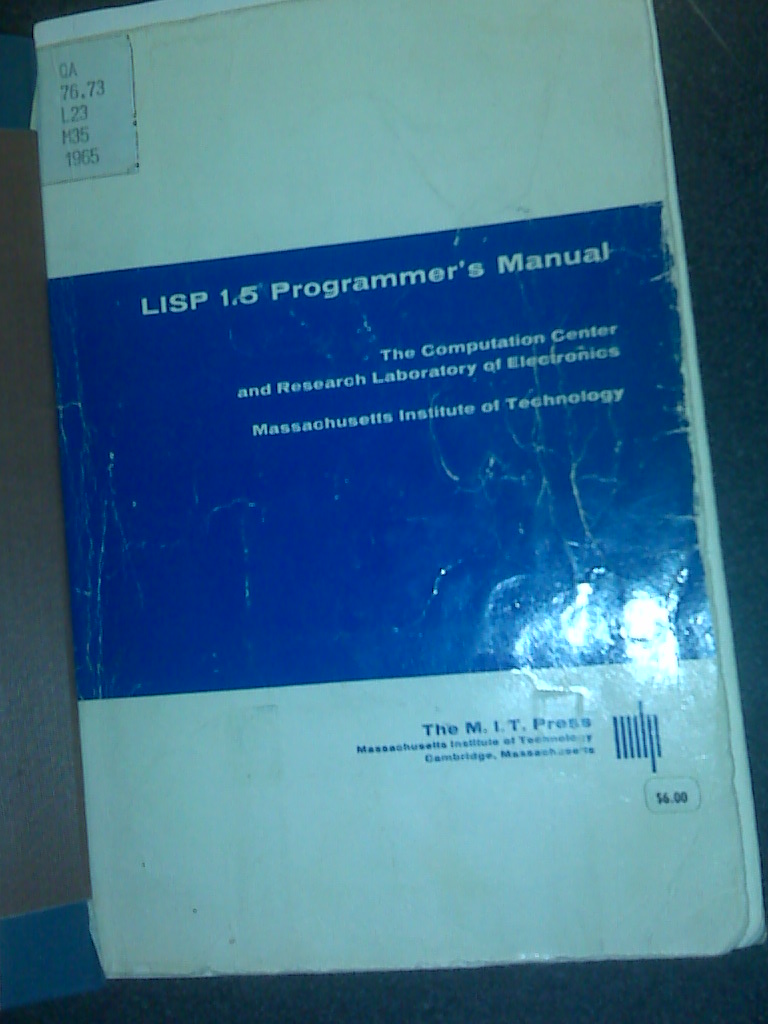 QA
76.73
L23
M35
1965
LISP 1.5 Programmer's Manual
The Computation Center
and Research Laboratory of Electronics
Massachusetts Institute of Technology
The M.I.T. Press
Massachusetts Institute of Technology
Cambridge, Massachusetts
$6.00